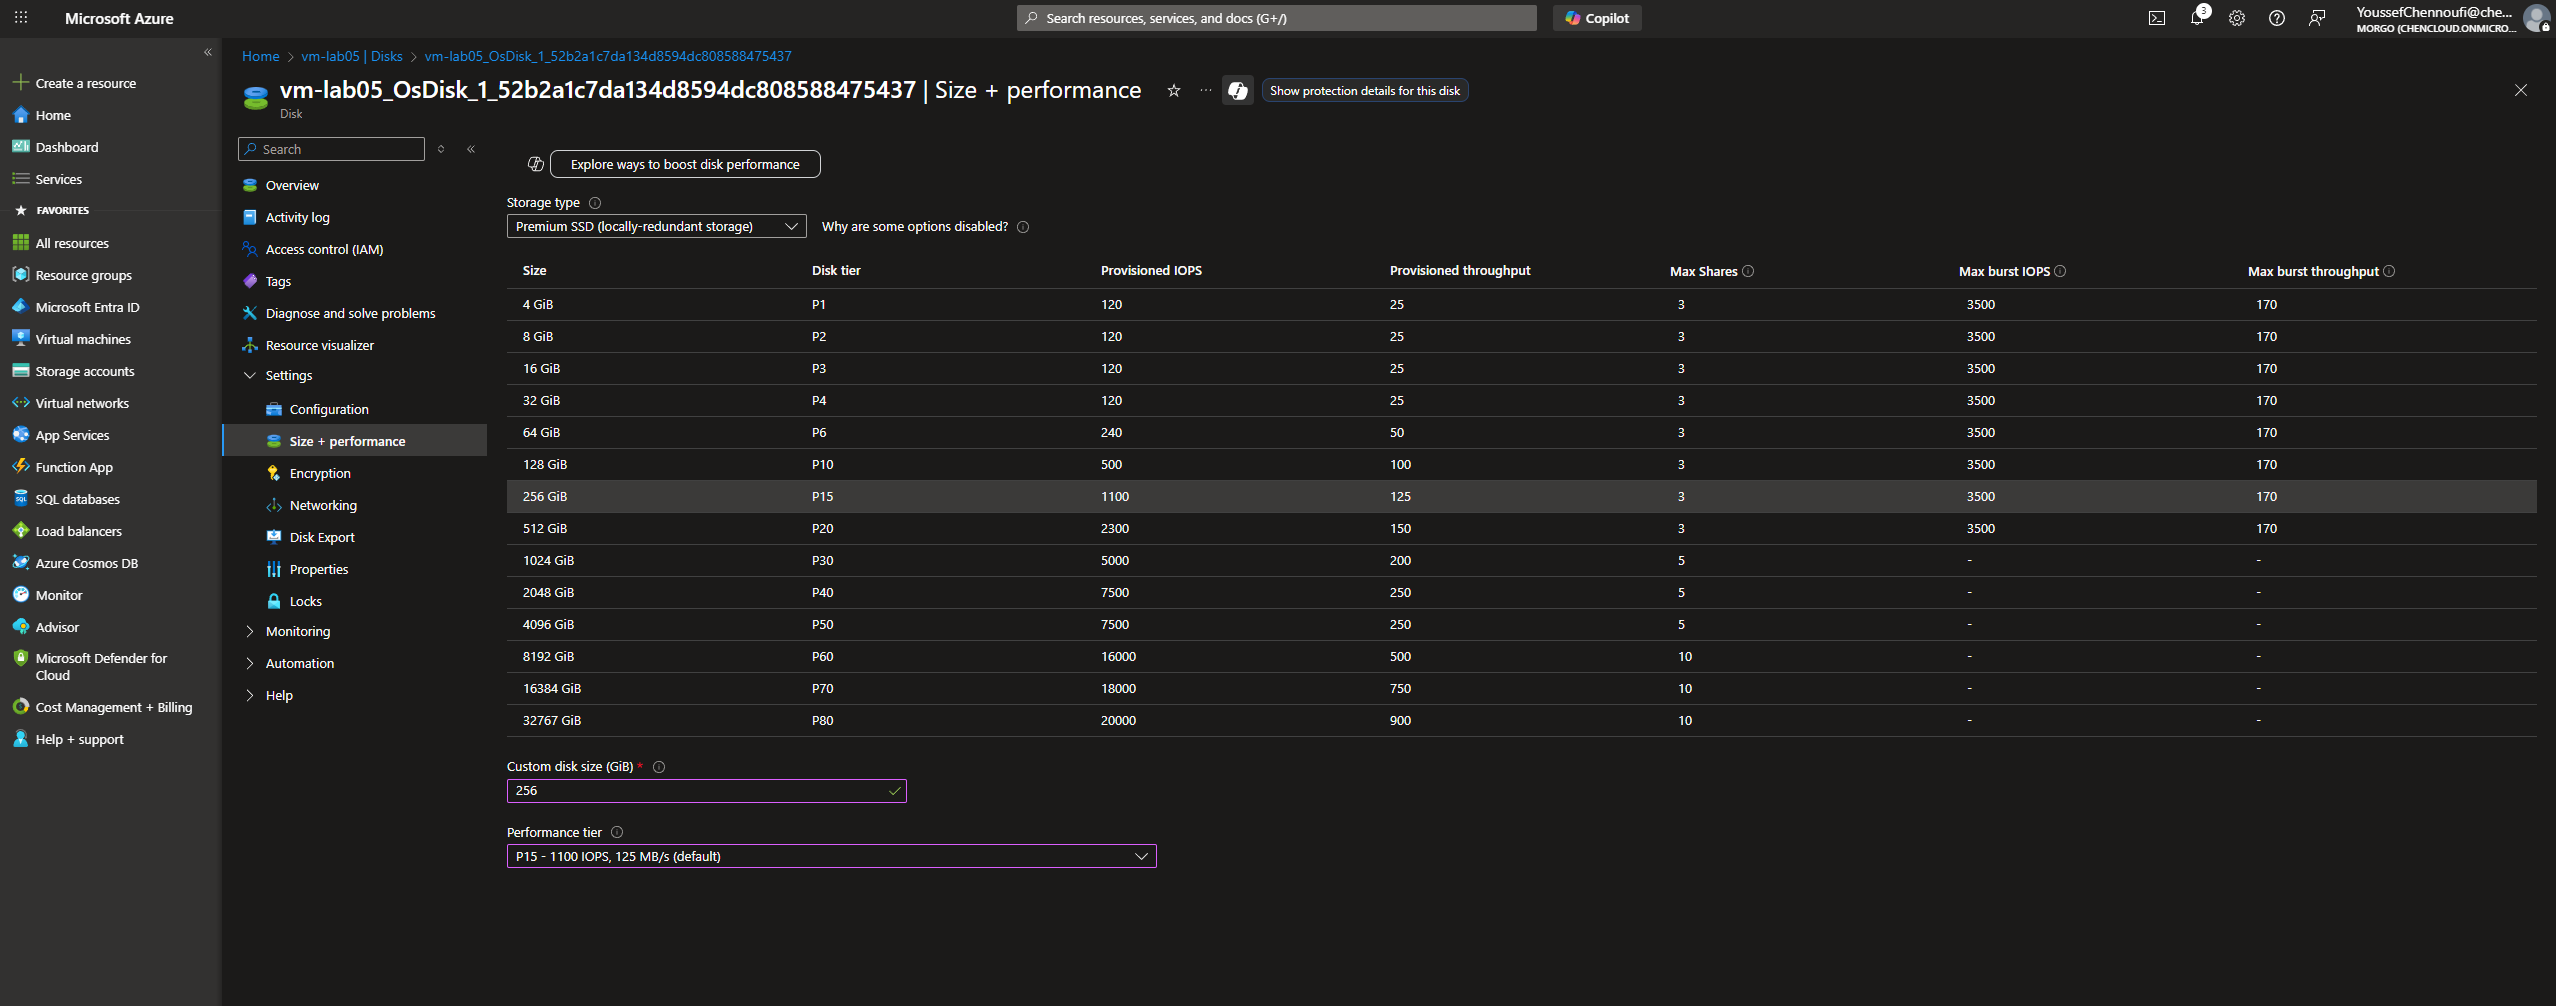 Microsoft Azure
Search resources, services, and docs (G+/)
Copilot
3
YoussefChennoufi@che...
MORGO (CHENCLOUD.ONMICRO...
Create a resource
Home
Dashboard
Services
FAVORITES
All resources
Resource groups
Microsoft Entra ID
Virtual machines
Storage accounts
Virtual networks
App Services
Function App
SQL databases
Load balancers
Azure Cosmos DB
Monitor
Advisor
Microsoft Defender for
Cloud
Cost Management + Billing
Help + support
Home > vm-lab05 | Disks > vm-lab05_OsDisk_1_52b2a1c7da134d8594dc808588475437
vm-lab05_OsDisk_1_52b2a1c7da134d8594dc808588475437 | Size + performance
Show protection details for this disk
Disk
Search
Overview
Activity log
Access control (IAM)
Tags
Diagnose and solve problems
Resource visualizer
Settings
Configuration
Size + performance
Encryption
Networking
Disk Export
Properties
Locks
Monitoring
Automation
Help
Explore ways to boost disk performance
Storage type
Premium SSD (locally-redundant storage)
Why are some options disabled?
Size Disk tier Provisioned IOPS Provisioned throughput Max Shares Max burst IOPS Max burst throughput
4 GiB P1 120 25 3 3500 170
8 GiB P2 120 25 3 3500 170
16 GiB P3 120 25 3 3500 170
32 GiB P4 120 25 3 3500 170
64 GiB P6 240 50 3 3500 170
128 GiB P10 500 100 3 3500 170
256 GiB P15 1100 125 3 3500 170
512 GiB P20 2300 150 3 3500 170
1024 GiB P30 5000 200 5 - -
2048 GiB P40 7500 250 5 - -
4096 GiB P50 7500 250 5 - -
8192 GiB P60 16000 500 10 - -
16384 GiB P70 18000 750 10 - -
32767 GiB P80 20000 900 10 - -
Custom disk size (GiB) *
256
Performance tier
P15 - 1100 IOPS, 125 MB/s (default)